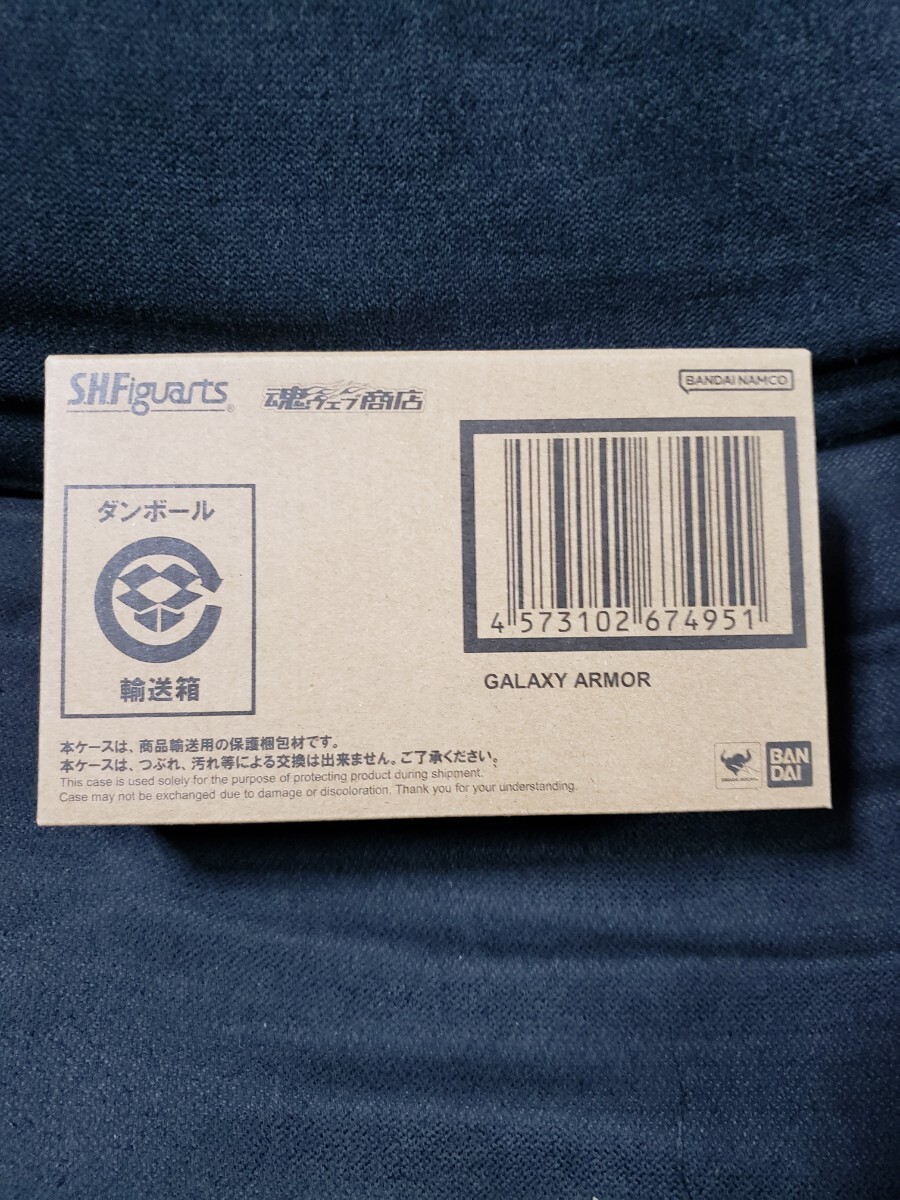 S.H.Figuarts®
魂ウェブ商店
BANDAI NAMCO
ダンボール
輸送箱
4 573102 674951
GALAXY ARMOR
本ケースは、商品輸送用の保護梱包材です。
本ケースは、つぶれ、汚れ等による交換は出来ません。ご了承ください。
This case is used solely for the purpose of protecting product during shipment.
Case may not be exchanged due to damage or discoloration. Thank you for your understanding.
BAN
DAI